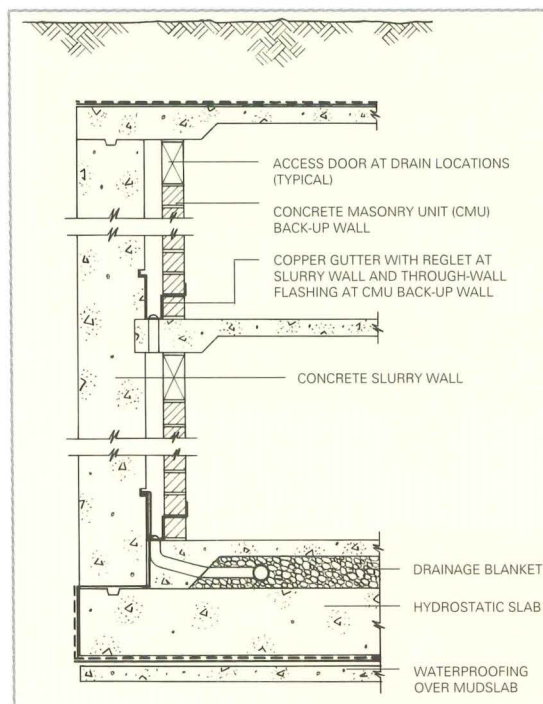 ACCESS DOOR AT DRAIN LOCATIONS
(TYPICAL)
CONCRETE MASONRY UNIT (CMU)
BACK-UP WALL
COPPER GUTTER WITH REGLET AT
SLURRY WALL AND THROUGH-WALL
FLASHING AT CMU BACK-UP WALL
CONCRETE SLURRY WALL
DRAINAGE BLANKET
HYDROSTATIC SLAB
WATERPROOFING
OVER MUDSLAB